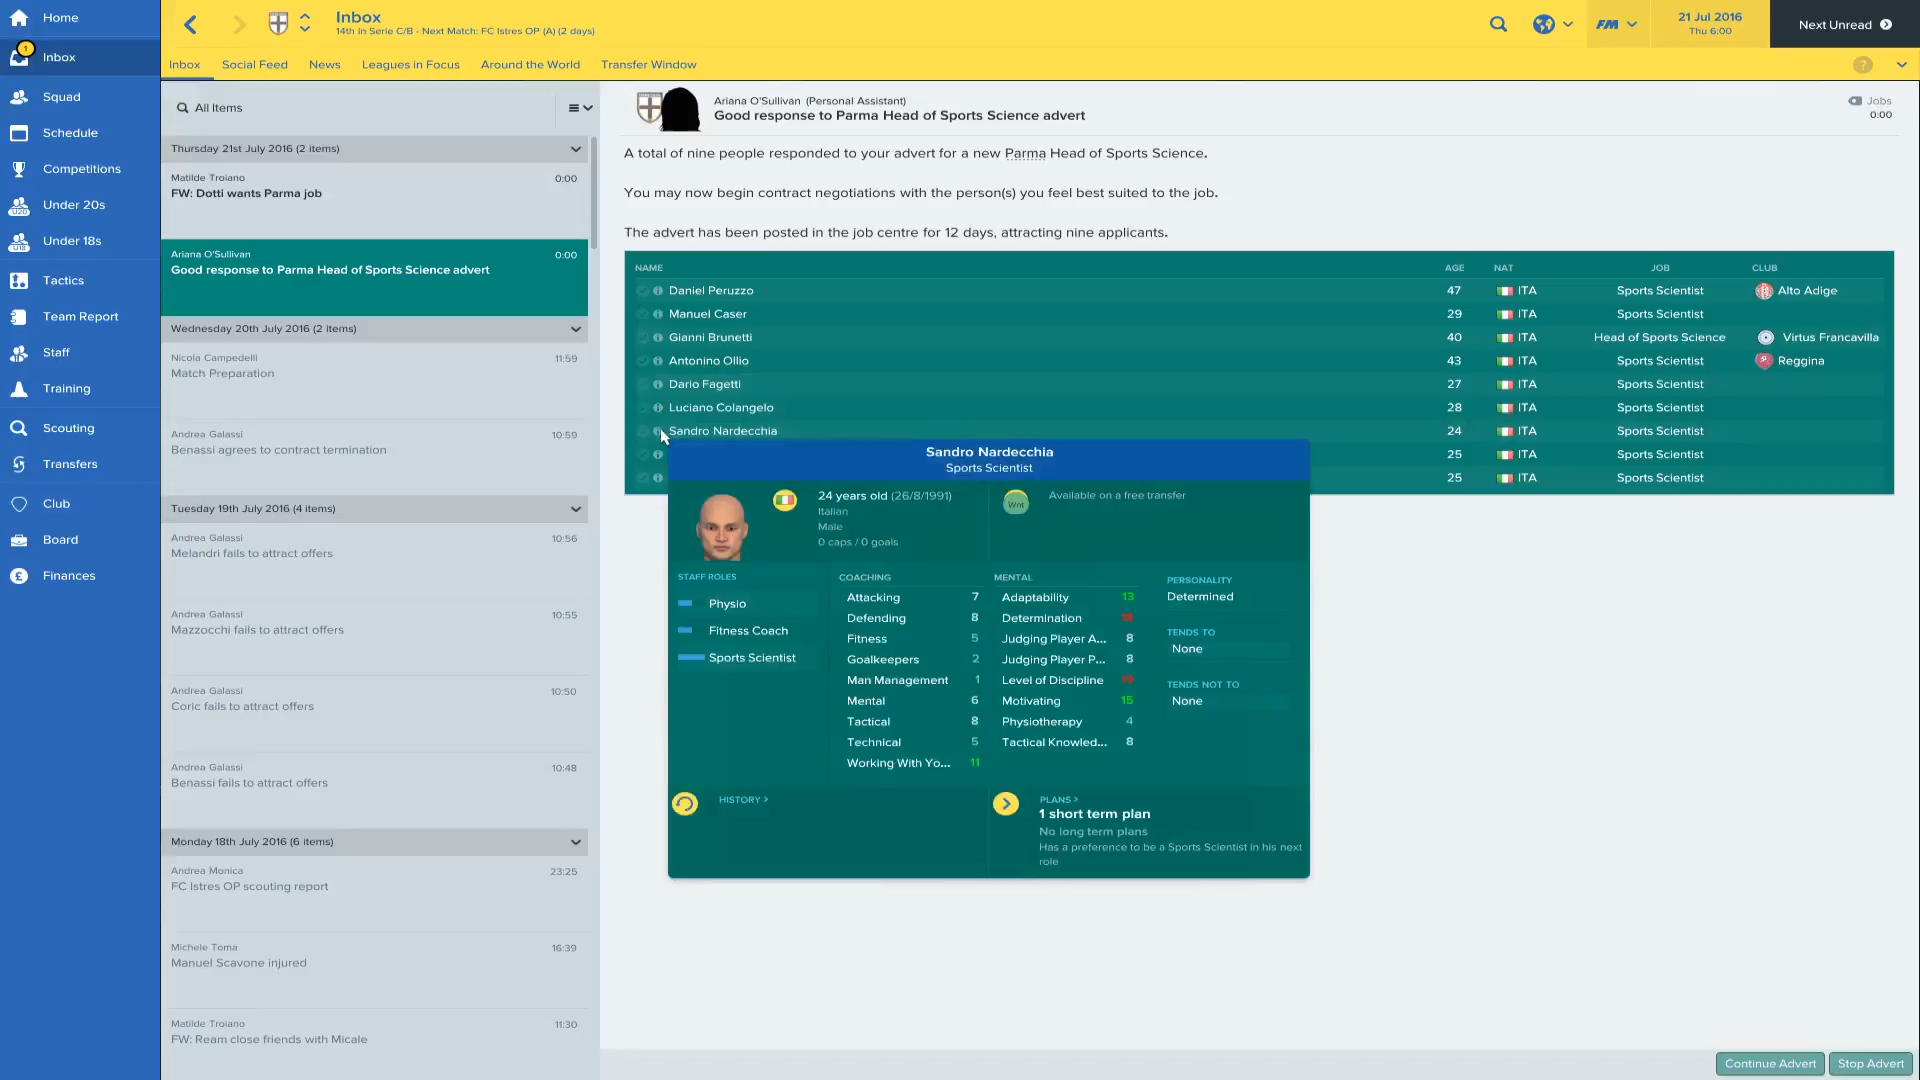 Home
1
Inbox
Squad
Schedule
Competitions
Under 20s
Under 18s
Tactics
Team Report
Staff
Training
Scouting
Transfers
Club
Board
Finances
Inbox
14th in Serie C/B - Next Match: FC Istres OP (A) (2 days)
FM
21 Jul 2016
Thu 6:00
Next Unread
Inbox
Social Feed
News
Leagues in Focus
Around the World
Transfer Window
?
All Items
Thursday 21st July 2016 (2 items)
Matilde Troiano 0:00
FW: Dotti wants Parma job
Ariana O'Sullivan 0:00
Good response to Parma Head of Sports Science advert
Wednesday 20th July 2016 (2 items)
Nicola Campedelli 11:59
Match Preparation
Andrea Galassi 10:59
Benassi agrees to contract termination
Tuesday 19th July 2016 (4 items)
Andrea Galassi 10:56
Melandri fails to attract offers
Andrea Galassi 10:55
Mazzocchi fails to attract offers
Andrea Galassi 10:50
Coric fails to attract offers
Andrea Galassi 10:48
Benassi fails to attract offers
Monday 18th July 2016 (6 items)
Andrea Monica 23:25
FC Istres OP scouting report
Michele Toma 16:39
Manuel Scavone injured
Matilde Troiano 11:30
FW: Ream close friends with Micale
Ariana O'Sullivan (Personal Assistant)
Good response to Parma Head of Sports Science advert
Jobs
0:00
A total of nine people responded to your advert for a new Parma Head of Sports Science.
You may now begin contract negotiations with the person(s) you feel best suited to the job.
The advert has been posted in the job centre for 12 days, attracting nine applicants.
NAME AGE NAT JOB CLUB
Daniel Peruzzo 47 ITA Sports Scientist Alto Adige
Manuel Caser 29 ITA Sports Scientist
Gianni Brunetti 40 ITA Head of Sports Science Virtus Francavilla
Antonino Ollio 43 ITA Sports Scientist Reggina
Dario Fagetti 27 ITA Sports Scientist
Luciano Colangelo 28 ITA Sports Scientist
Sandro Nardecchia 24 ITA Sports Scientist
25 ITA Sports Scientist
25 ITA Sports Scientist
Sandro Nardecchia
Sports Scientist
24 years old (26/8/1991)
Italian
Male
0 caps / 0 goals
Wnt
Available on a free transfer
STAFF ROLES
Physio
Fitness Coach
Sports Scientist
COACHING
Attacking 7
Defending 8
Fitness 5
Goalkeepers 2
Man Management 1
Mental 6
Tactical 8
Technical 5
Working With Yo... 11
MENTAL
Adaptability 13
Determination
Judging Player A... 8
Judging Player P... 8
Level of Discipline
Motivating 15
Physiotherapy 4
Tactical Knowled... 8
PERSONALITY
Determined
TENDS TO
None
TENDS NOT TO
None
HISTORY >
PLANS >
1 short term plan
No long term plans
Has a preference to be a Sports Scientist in his next
role
Continue Advert
Stop Advert